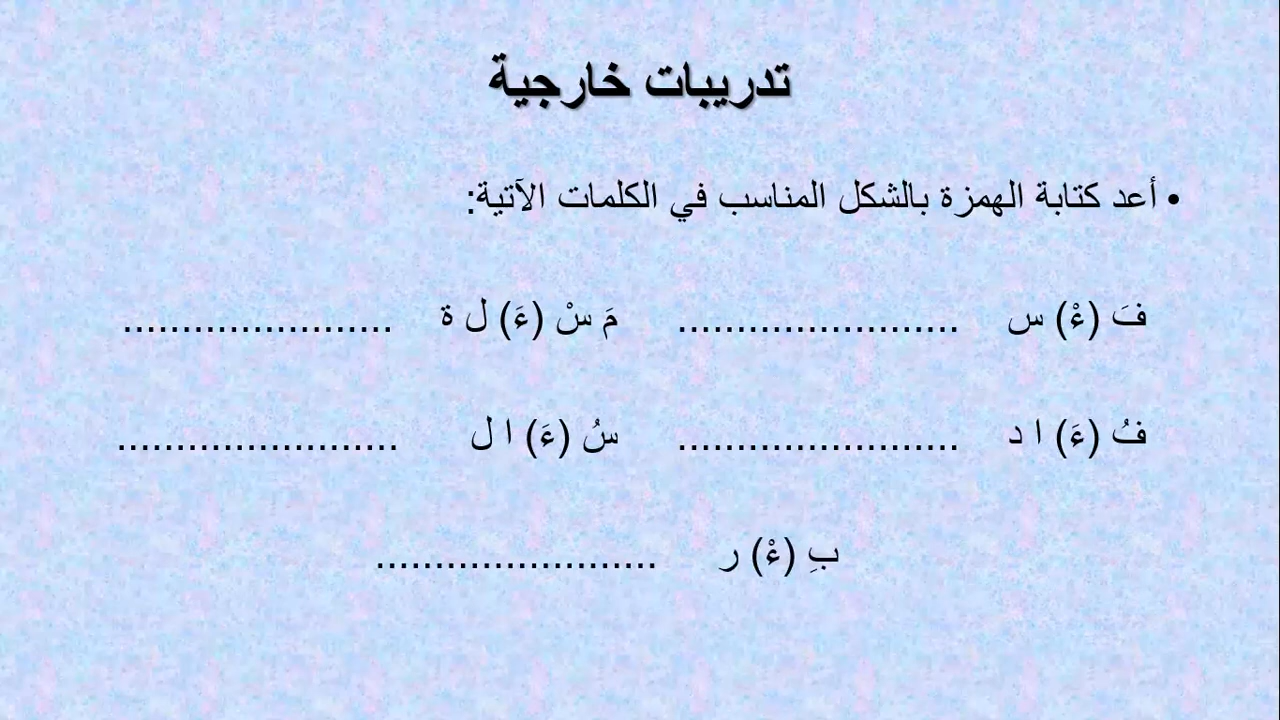 تدريبات خارجية
• أعد كتابة الهمزة بالشكل المناسب في الكلمات الآتية:
فَ (ءْ) س ........................ مَ سْ (ءَ) ل ة .......................
فُ (ءَ) ا د ........................ سُ (ءَ) ا ل ........................
بِ (ءْ) ر ........................